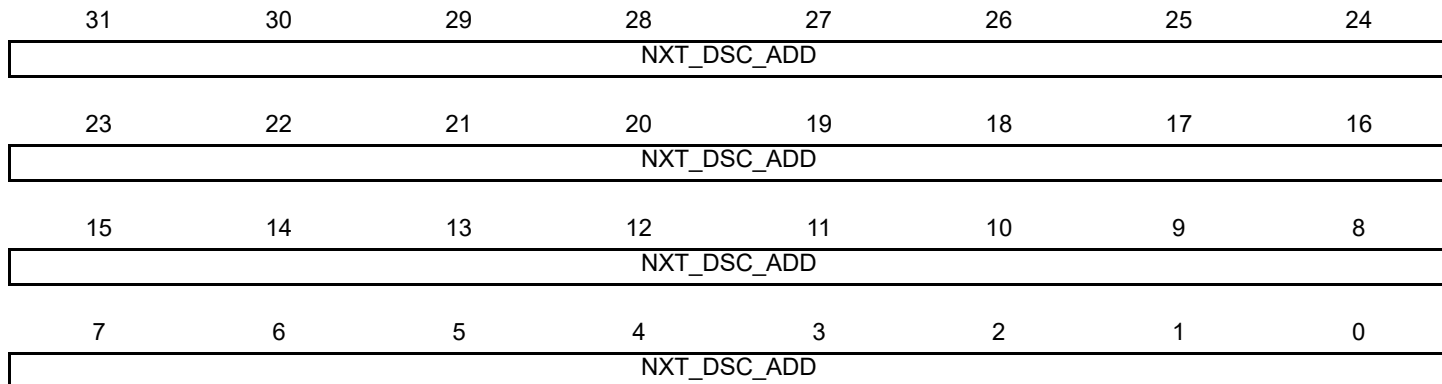 31 30 29 28 27 26 25 24
NXT_DSC_ADD
23 22 21 20 19 18 17 16
NXT_DSC_ADD
15 14 13 12 11 10 9 8
NXT_DSC_ADD
7 6 5 4 3 2 1 0
NXT_DSC_ADD